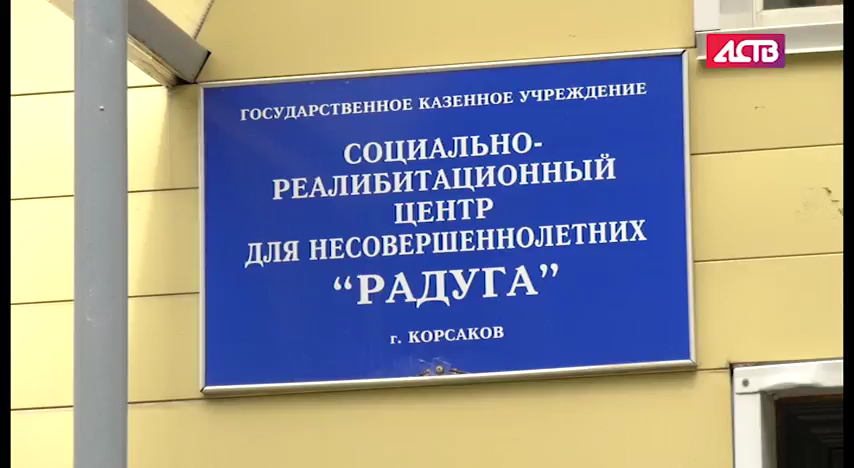 АСТВ
ГОСУДАРСТВЕННОЕ КАЗЕННОЕ УЧРЕЖДЕНИЕ
СОЦИАЛЬНО-
РЕАЛИБИТАЦИОННЫЙ
ЦЕНТР
ДЛЯ НЕСОВЕРШЕННОЛЕТНИХ
“РАДУГА”
г. КОРСАКОВ